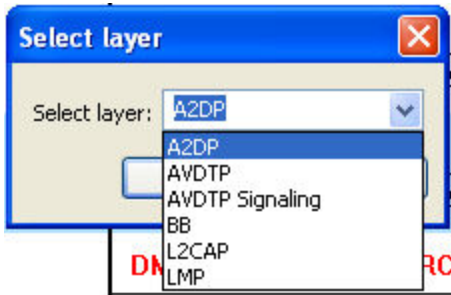 Select layer
Select layer: A2DP
A2DP
AVDTP
AVDTP Signaling
BB
L2CAP
LMP